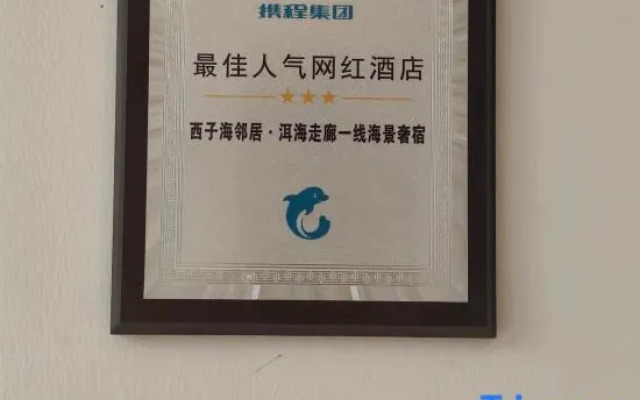 携程集团
最佳人气网红酒店
西子海邻居·洱海走廊一线海景奢宿